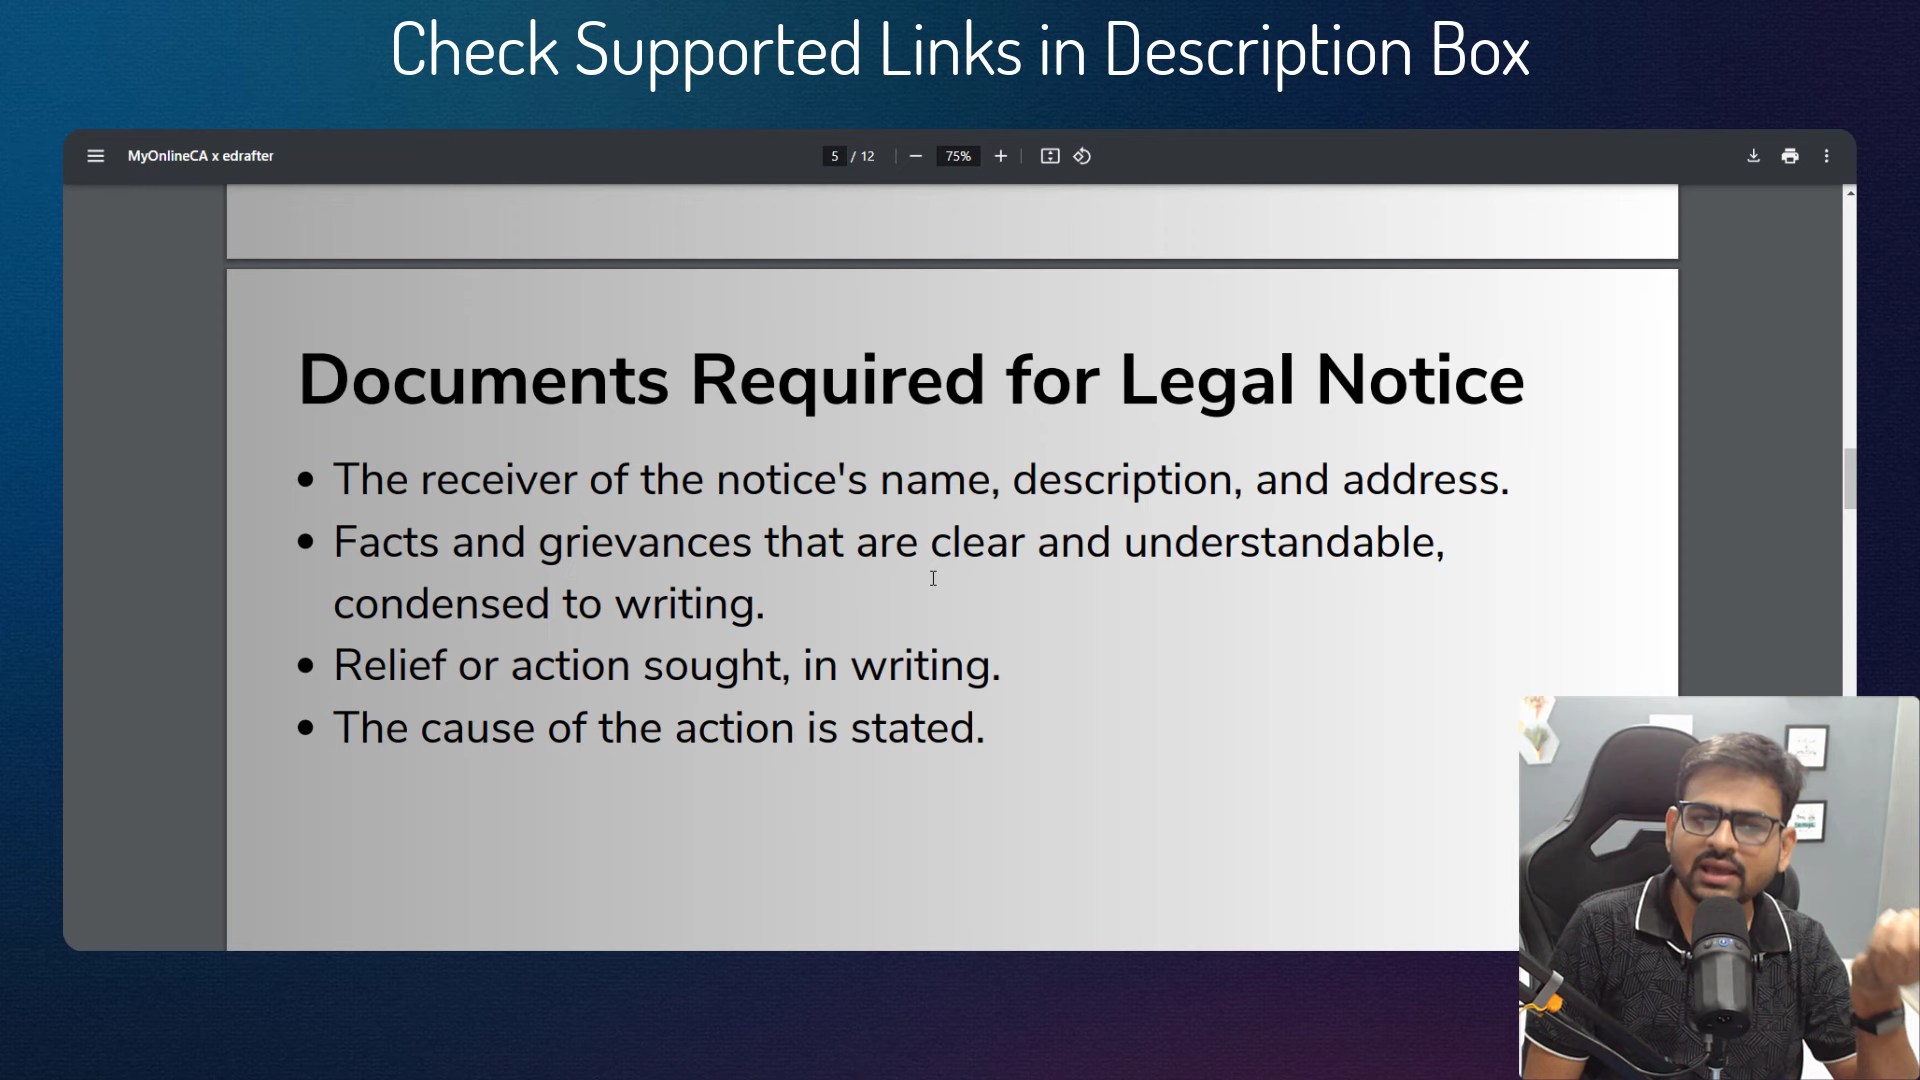 Check Supported Links in Description Box
MyOnlineCA x edrafter
5 / 12
75%
Documents Required for Legal Notice
• The receiver of the notice's name, description, and address.
• Facts and grievances that are clear and understandable,
condensed to writing.
• Relief or action sought, in writing.
• The cause of the action is stated.